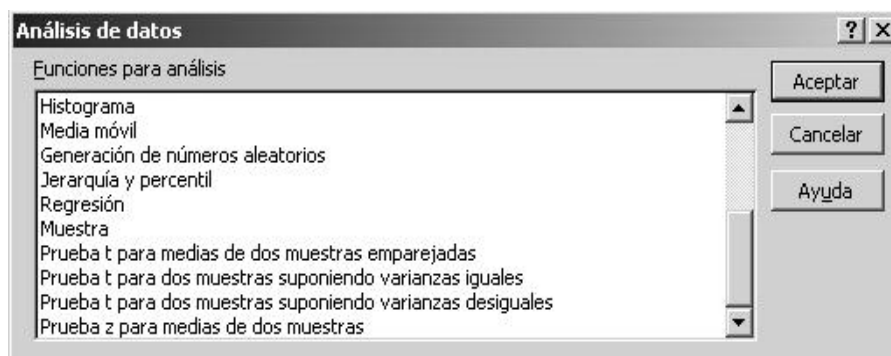 Análisis de datos
Funciones para análisis
Histograma
Media móvil
Generación de números aleatorios
Jerarquía y percentil
Regresión
Muestra
Prueba t para medias de dos muestras emparejadas
Prueba t para dos muestras suponiendo varianzas iguales
Prueba t para dos muestras suponiendo varianzas desiguales
Prueba z para medias de dos muestras
Aceptar
Cancelar
Ayuda